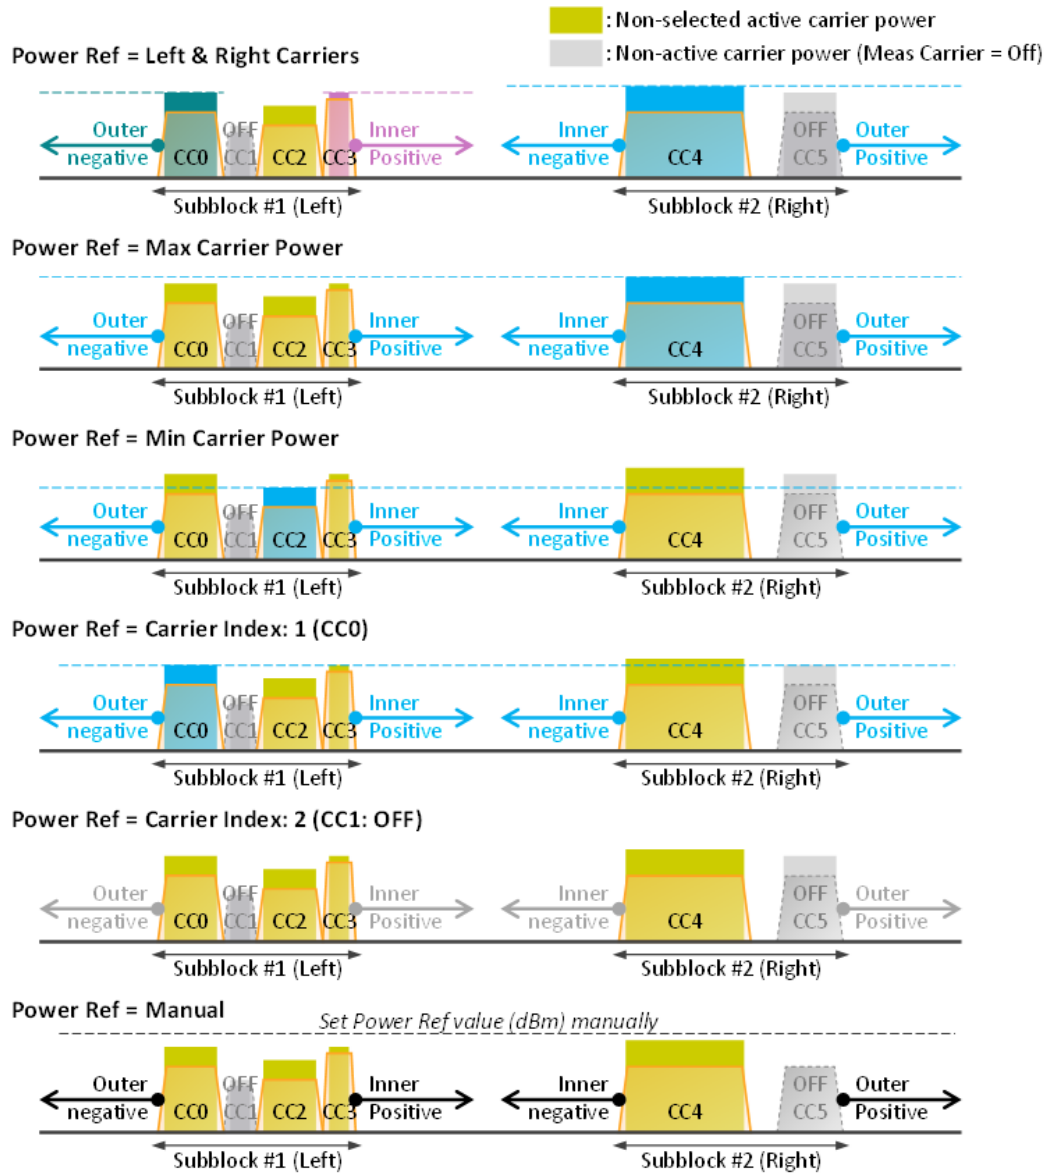 : Non-selected active carrier power
Power Ref = Left & Right Carriers
: Non-active carrier power (Meas Carrier = Off)
Outer
negative
CC0
OFF
CC1
CC2
CC3
Inner
Positive
Inner
negative
CC4
OFF
CC5
Outer
Positive
Subblock #1 (Left)
Subblock #2 (Right)
Power Ref = Max Carrier Power
Outer
negative
CC0
OFF
CC1
CC2
CC3
Inner
Positive
Inner
negative
CC4
OFF
CC5
Outer
Positive
Subblock #1 (Left)
Subblock #2 (Right)
Power Ref = Min Carrier Power
Outer
negative
CC0
OFF
CC1
CC2
CC3
Inner
Positive
Inner
negative
CC4
OFF
CC5
Outer
Positive
Subblock #1 (Left)
Subblock #2 (Right)
Power Ref = Carrier Index: 1 (CC0)
Outer
negative
CC0
OFF
CC1
CC2
CC3
Inner
Positive
Inner
negative
CC4
OFF
CC5
Outer
Positive
Subblock #1 (Left)
Subblock #2 (Right)
Power Ref = Carrier Index: 2 (CC1: OFF)
Outer
negative
CC0
OFF
CC1
CC2
CC3
Inner
Positive
Inner
negative
CC4
OFF
CC5
Outer
Positive
Subblock #1 (Left)
Subblock #2 (Right)
Power Ref = Manual
Set Power Ref value (dBm) manually
Outer
negative
CC0
OFF
CC1
CC2
CC3
Inner
Positive
Inner
negative
CC4
OFF
CC5
Outer
Positive
Subblock #1 (Left)
Subblock #2 (Right)